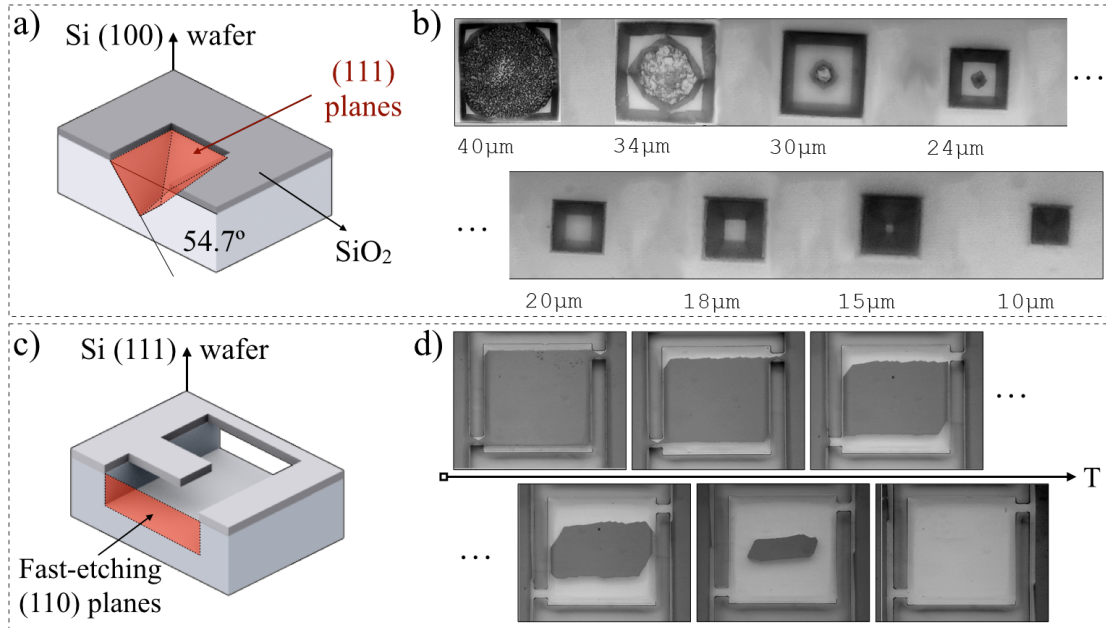 a)
Si (100) wafer
(111)
planes
54.7º
SiO₂
b)
40µm 34µm 30µm 24µm ...
... 20µm 18µm 15µm 10µm
c)
Si (111) wafer
Fast-etching
(110) planes
d)
...
T
...